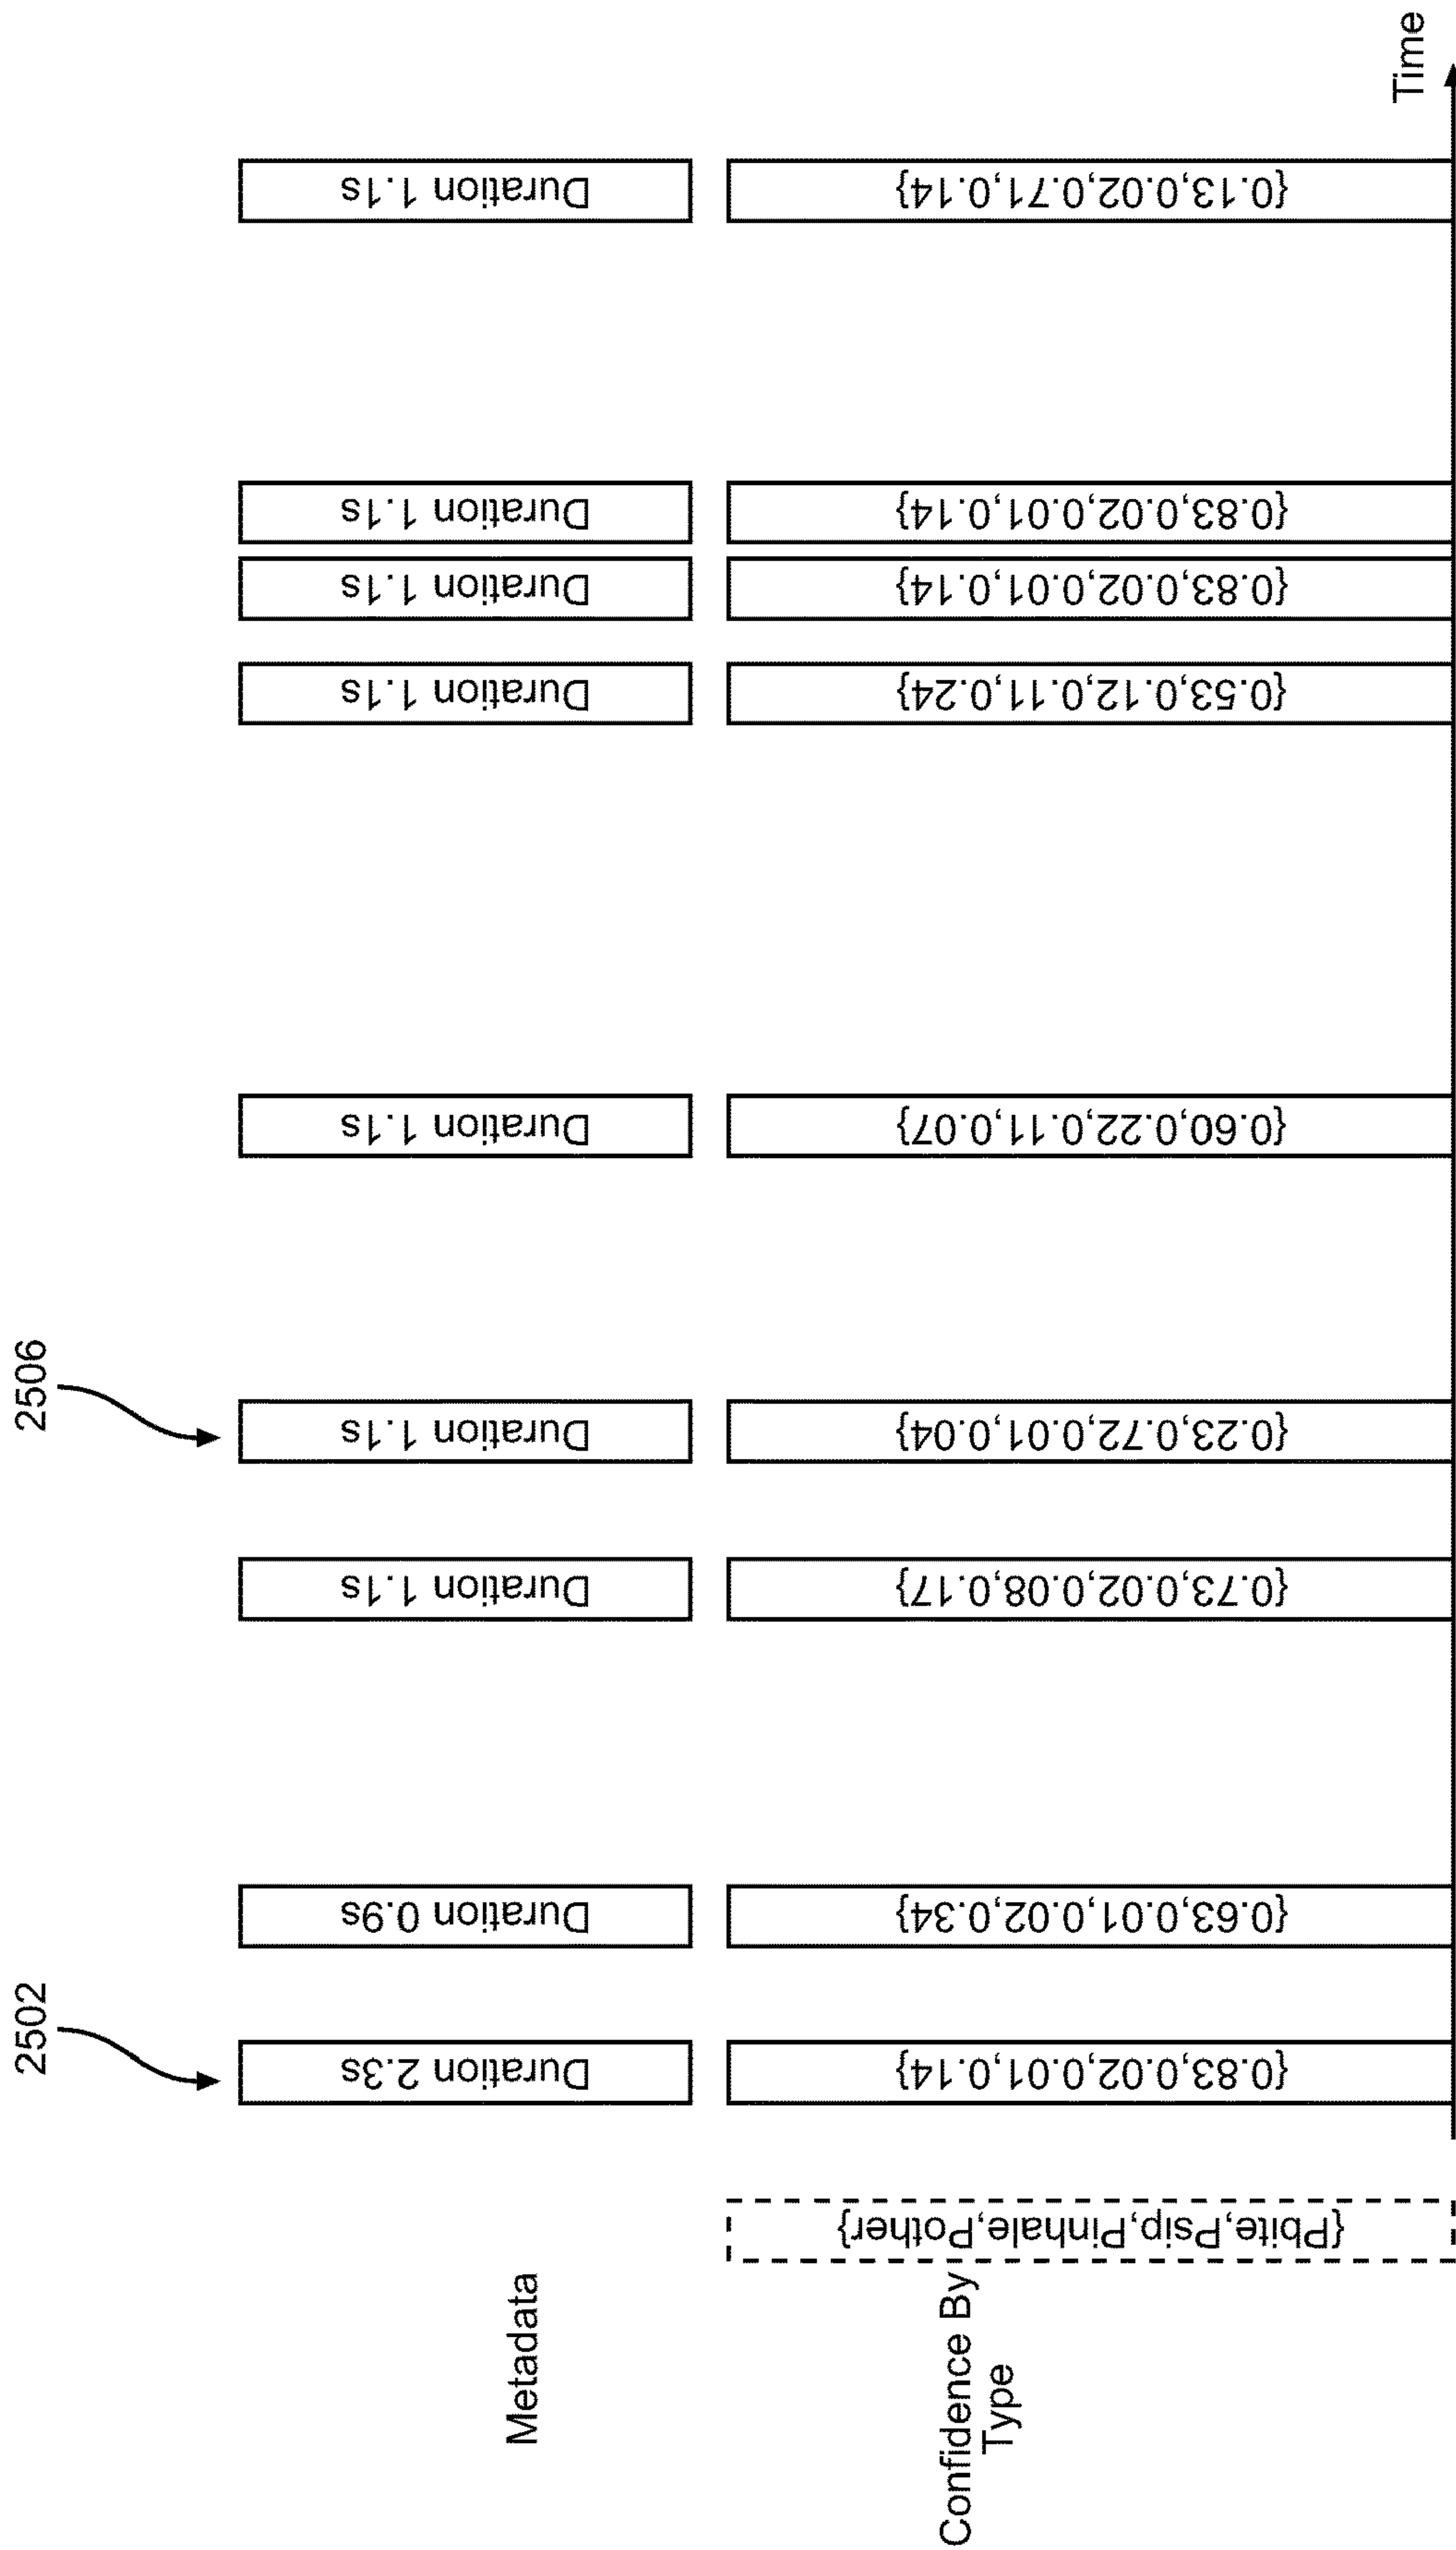 2502
2506
Metadata
Duration 2.3s
Duration 0.9s
Duration 1.1s
Duration 1.1s
Duration 1.1s
Duration 1.1s
Duration 1.1s
Duration 1.1s
Duration 1.1s
Confidence By
Type
{Pbite,Psip,Pinhale,Pother}
{0.83,0.02,0.01,0.14}
{0.63,0.01,0.02,0.34}
{0.73,0.02,0.08,0.17}
{0.23,0.72,0.01,0.04}
{0.60,0.22,0.11,0.07}
{0.53,0.12,0.11,0.24}
{0.83,0.02,0.01,0.14}
{0.83,0.02,0.01,0.14}
{0.13,0.02,0.71,0.14}
Time